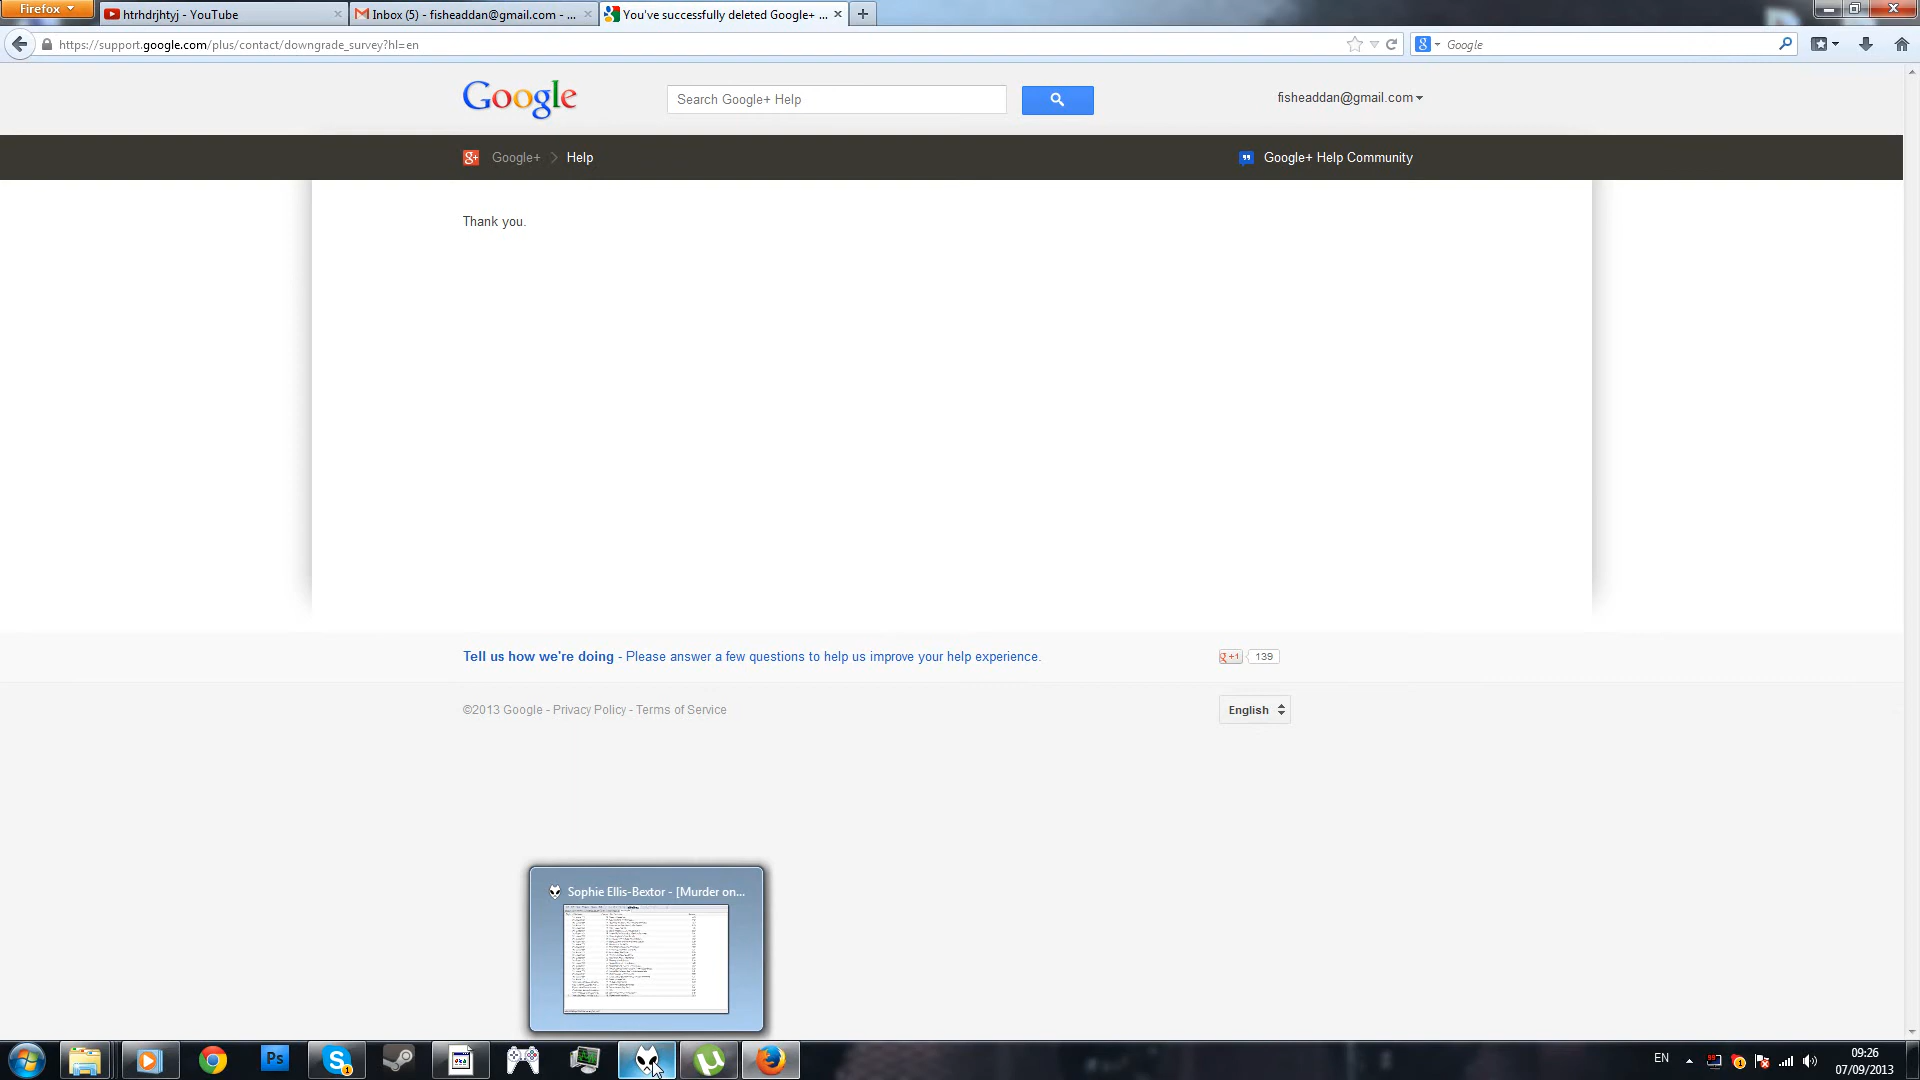 Firefox
htrhdrjhtyj - YouTube
Inbox (5) - fisheaddan@gmail.com - ...
You've successfully deleted Google+ ...
https://support.google.com/plus/contact/downgrade_survey?hl=en
Google
Google
Search Google+ Help
fisheaddan@gmail.com
Google+
Help
Google+ Help Community
Thank you.
Tell us how we're doing - Please answer a few questions to help us improve your help experience.
+1
139
©2013 Google - Privacy Policy - Terms of Service
English
Sophie Ellis-Bextor - [Murder on...
Ps
EN
09:26
07/09/2013